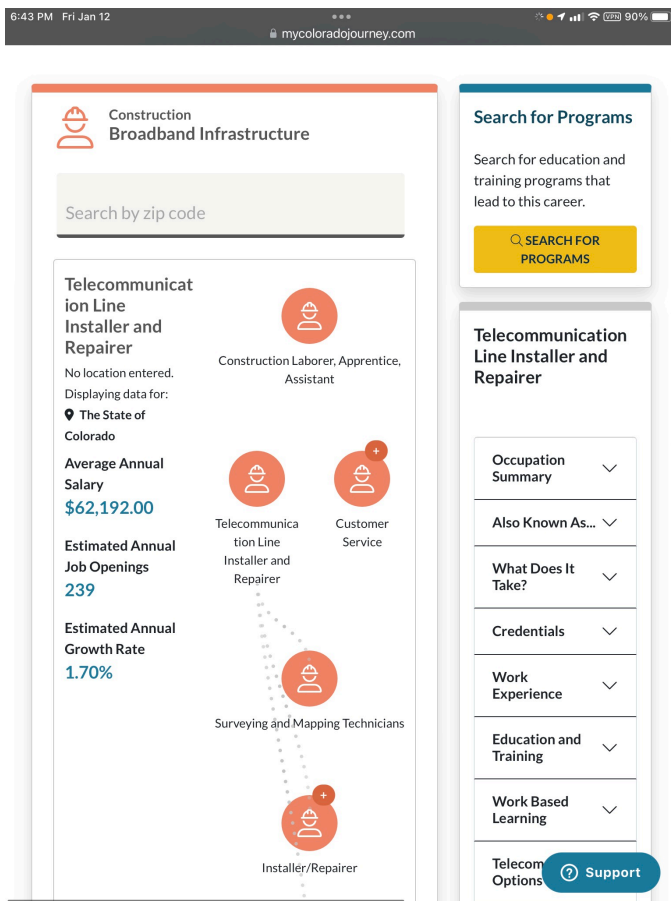 6:43 PM Fri Jan 12
VPN 90%
mycoloradojourney.com
Construction
Broadband Infrastructure
Search by zip code
Telecommunicat
ion Line
Installer and
Repairer
No location entered.
Displaying data for:
The State of
Colorado
Average Annual
Salary
$62,192.00
Estimated Annual
Job Openings
239
Estimated Annual
Growth Rate
1.70%
Construction Laborer, Apprentice,
Assistant
+
Telecommunica
tion Line
Installer and
Repairer
Customer
Service
Surveying and Mapping Technicians
+
Installer/Repairer
Search for Programs
Search for education and
training programs that
lead to this career.
SEARCH FOR
PROGRAMS
Telecommunication
Line Installer and
Repairer
Occupation
Summary
Also Known As...
What Does It
Take?
Credentials
Work
Experience
Education and
Training
Work Based
Learning
Telecom
Options
? Support